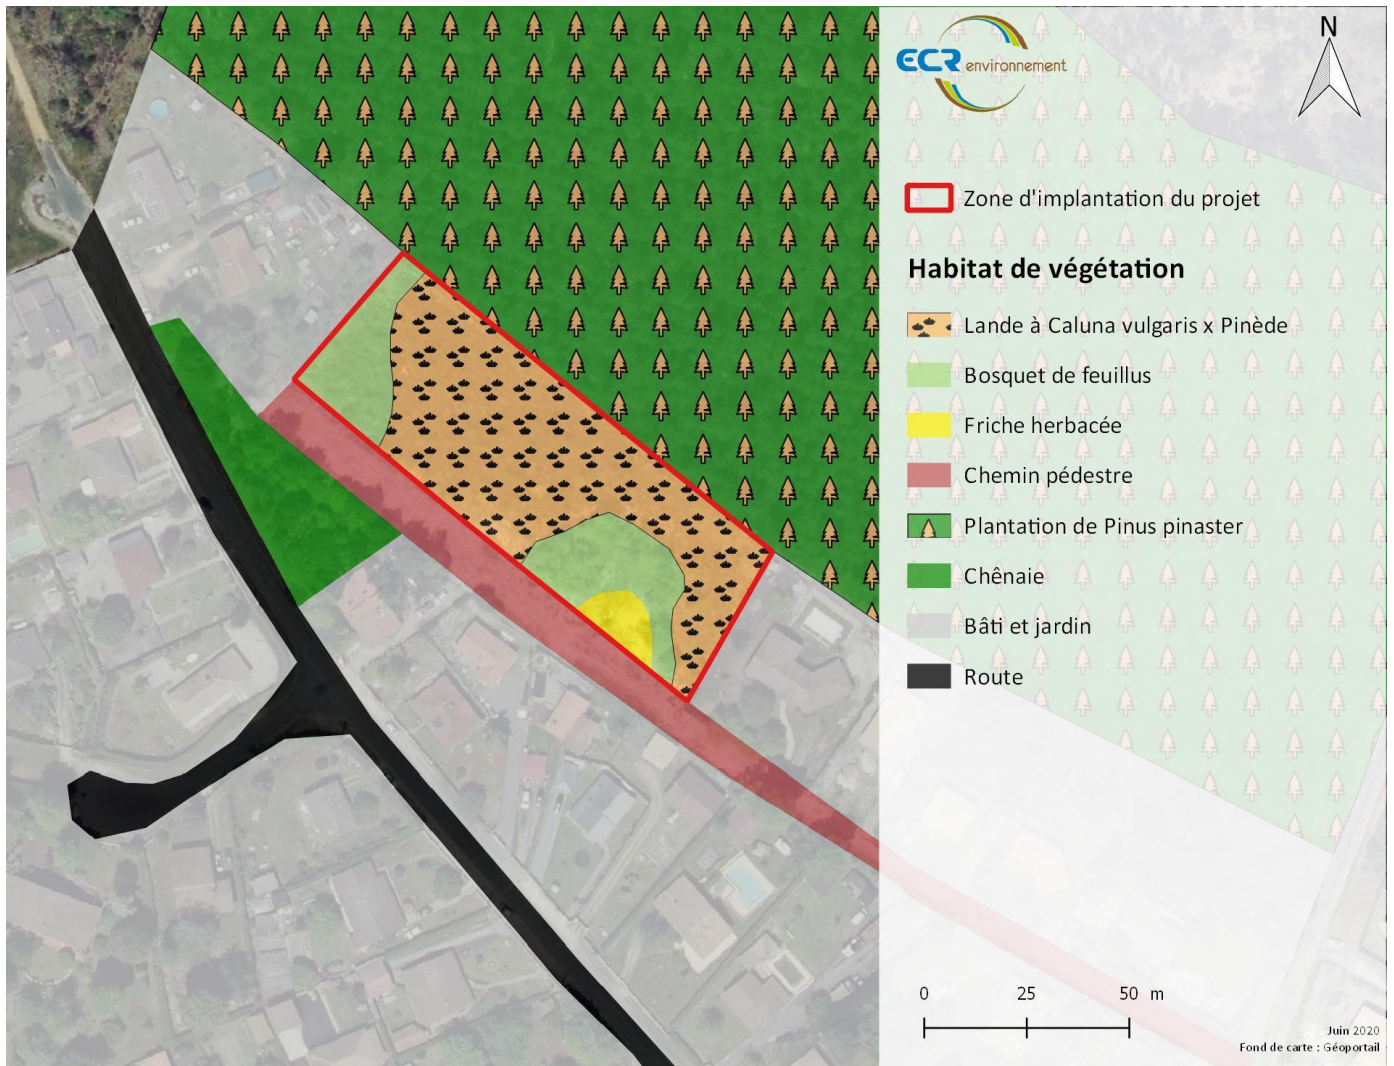 ECR environnement
N
Zone d'implantation du projet
Habitat de végétation
Lande à Caluna vulgaris x Pinède
Bosquet de feuillus
Friche herbacée
Chemin pédestre
Plantation de Pinus pinaster
Chênaie
Bâti et jardin
Route
0 25 50 m
Juin 2020
Fond de carte : Géoportail